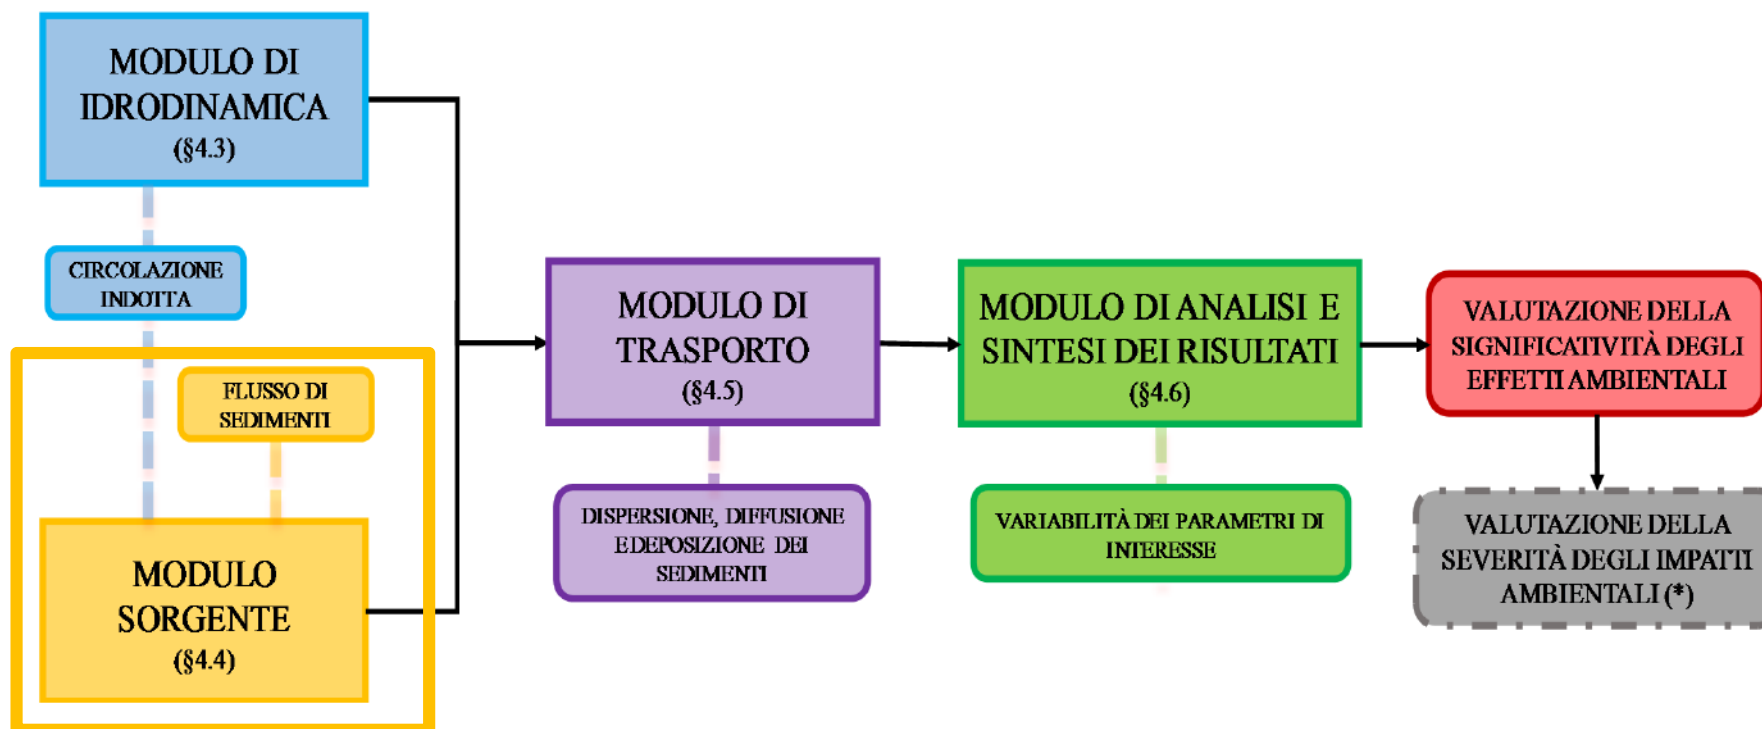 MODULO DI
IDRODINAMICA
(§4.3)
CIRCOLAZIONE
INDOTTA
FLUSSO DI
SEDIMENTI
MODULO
SORGENTE
(§4.4)
MODULO DI
TRASPORTO
(§4.5)
DISPERSIONE, DIFFUSIONE
E DEPOSIZIONE DEI
SEDIMENTI
MODULO DI ANALISI E
SINTESI DEI RISULTATI
(§4.6)
VARIABILITÀ DEI PARAMETRI DI
INTERESSE
VALUTAZIONE DELLA
SIGNIFICATIVITÀ DEGLI
EFFETTI AMBIENTALI
VALUTAZIONE DELLA
SEVERITÀ DEGLI IMPATTI
AMBIENTALI (*)